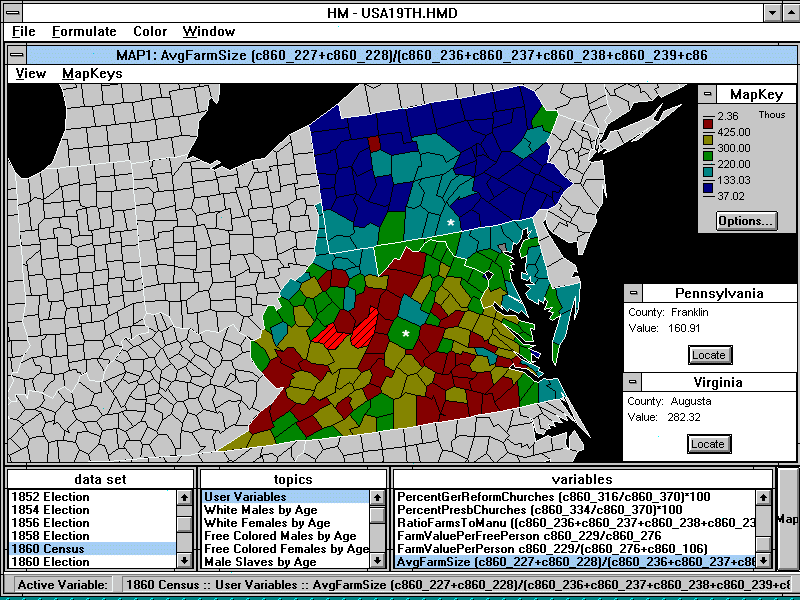 HM - USA19TH.HMD
File Formulate Color Window
MAP1: AvgFarmSize (c860_227+c860_228)/(c860_236+c860_237+c860_238+c860_239+c86
View MapKeys
MapKey
Thous
2.36
425.00
300.00
220.00
133.03
37.02
Options...
*
*
Pennsylvania
County: Franklin
Value: 160.91
Locate
Virginia
County: Augusta
Value: 282.32
Locate
data set
1852 Election
1854 Election
1856 Election
1858 Election
1860 Census
1860 Election
topics
User Variables
White Males by Age
White Females by Age
Free Colored Males by Age
Free Colored Females by Age
Male Slaves by Age
variables
PercentGerReformChurches (c860_316/c860_370)*100
PercentPresbChurches (c860_334/c860_370)*100
RatioFarmsToManu ((c860_236+c860_237+c860_238+c860_23
FarmValuePerFreePerson c860_229/c860_276
FarmValuePerPerson c860_229/(c860_276+c860_106)
AvgFarmSize (c860_227+c860_228)/(c860_236+c860_237+c86
Map
Active Variable: 1860 Census :: User Variables :: AvgFarmSize (c860_227+c860_228)/(c860_236+c860_237+c860_238+c860_239+c8